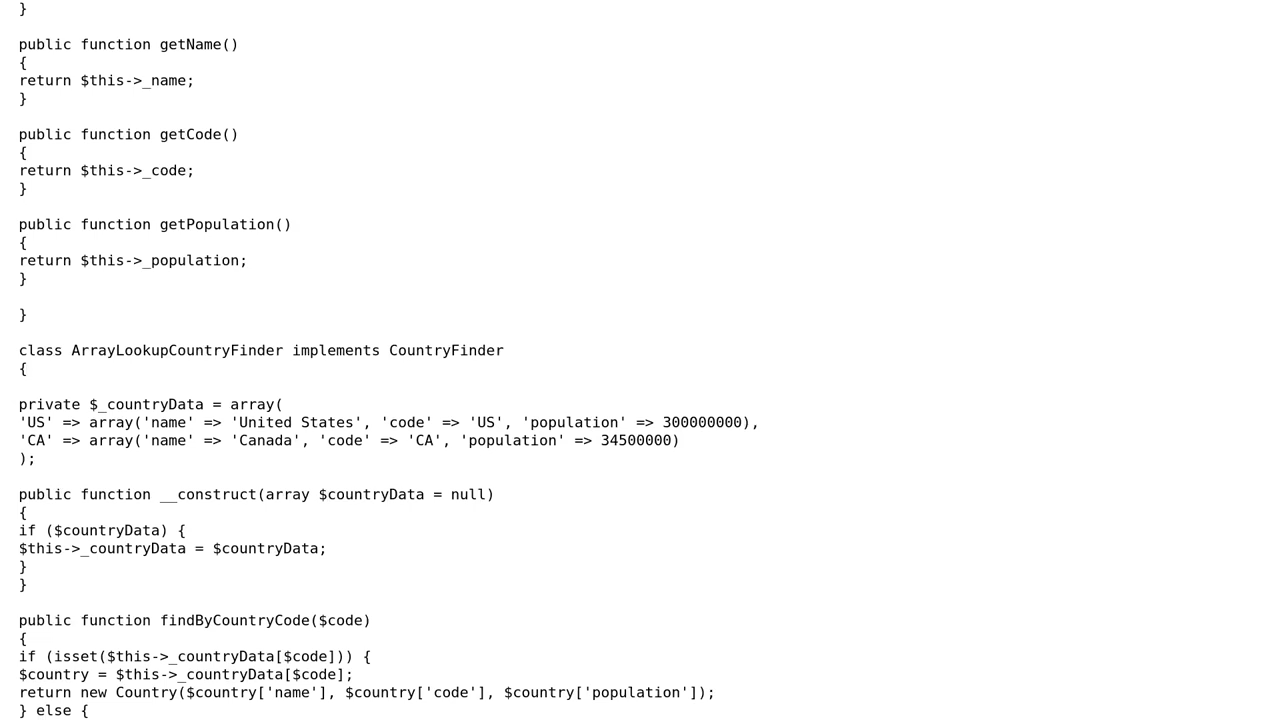 }
public function getName()
{
return $this->_name;
}
public function getCode()
{
return $this->_code;
}
public function getPopulation()
{
return $this->_population;
}
}
class ArrayLookupCountryFinder implements CountryFinder
{
private $_countryData = array(
'US' => array('name' => 'United States', 'code' => 'US', 'population' => 300000000),
'CA' => array('name' => 'Canada', 'code' => 'CA', 'population' => 34500000)
);
public function __construct(array $countryData = null)
{
if ($countryData) {
$this->_countryData = $countryData;
}
}
public function findByCountryCode($code)
{
if (isset($this->_countryData[$code])) {
$country = $this->_countryData[$code];
return new Country($country['name'], $country['code'], $country['population']);
} else {